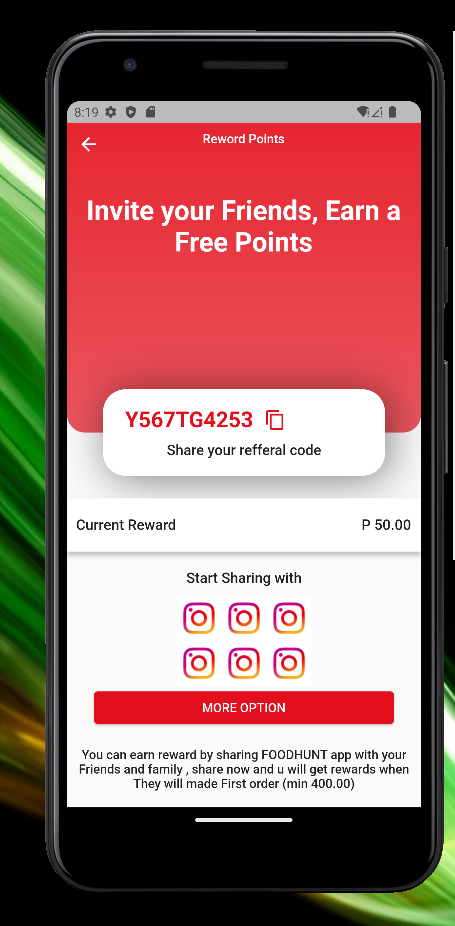 8:19
Reword Points
Invite your Friends, Earn a
Free Points
Y567TG4253
Share your refferal code
Current Reward P 50.00
Start Sharing with
MORE OPTION
You can earn reward by sharing FOODHUNT app with your
Friends and family , share now and u will get rewards when
They will made First order (min 400.00)